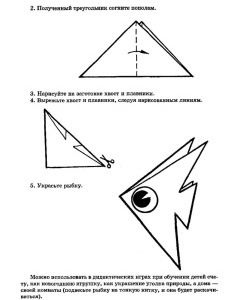 2. Полученный треугольник согните пополам.
3. Нарисуйте на заготовке хвост и плавники.
4. Вырежьте хвост и плавники, следуя нарисованным линиям.
5. Украсьте рыбку.
Можно использовать в дидактических играх при обучении детей сче-
ту, как новогоднюю игрушку, как украшение уголка природы, а дома —
своей комнаты (подвесьте рыбку на тонкую нитку, и она будет раскачи-
ваться).